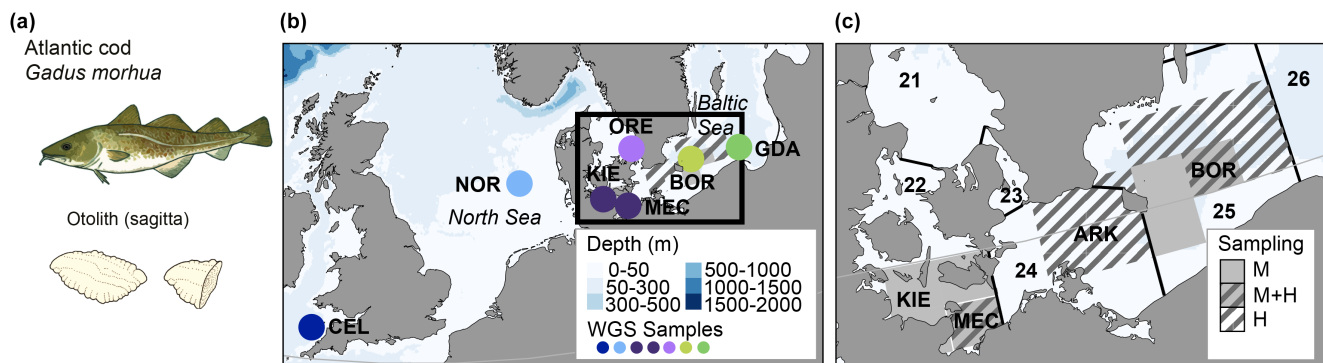 (a)
Atlantic cod
Gadus morhua
Otolith (sagitta)
(b)
Baltic
Sea
ORE
GDA
KIE
BOR
NOR
MEC
North Sea
CEL
Depth (m)
0-50
50-300
300-500
500-1000
1000-1500
1500-2000
WGS Samples
(c)
21
26
22
23
BOR
25
ARK
24
KIE
MEC
Sampling
M
M+H
H